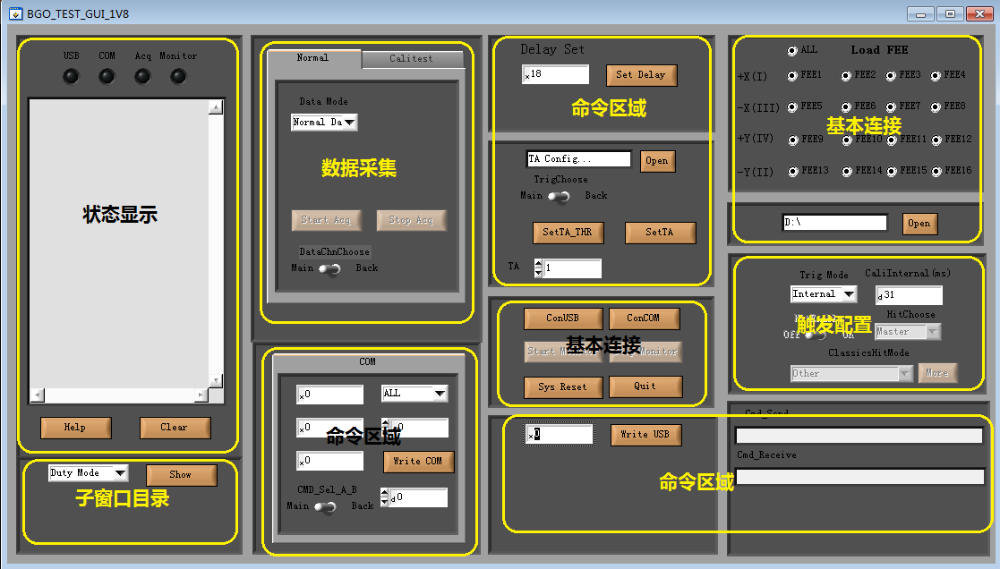 BGO_TEST_GUI_1V8
USB COM Acq Monitor
状态显示
Help Clear
Duty Mode Show
子窗口目录
Normal Calitest
Data Mode
Normal Da
数据采集
Start Acq Stop Acq
DataChnChoose
Main Back
COM
x0 ALL
x0
命令区域
x0 Write COM
CMD_Sel_A_B
Main Back d0
Delay Set
x18 Set Delay
命令区域
TA Config... Open
TrigChoose
Main Back
SetTA_THR SetTA
TA 1
ConUSB ConCOM
基本连接
Sys Reset Quit
x0 Write USB
命令区域
ALL Load FEE
+X(I) FEE1 FEE2 FEE3 FEE4
-X(III) FEE5 FEE6 FEE7 FEE8
基本连接
+Y(IV) FEE9 FEE10 FEE11 FEE12
-Y(II) FEE13 FEE14 FEE15 FEE16
D:\ Open
Trig Mode CaliInternal(ms)
Internal d31
HitChoose
触发配置
Off On Master
ClassicsHitMode
Other More
Cmd_Send
Cmd_Receive